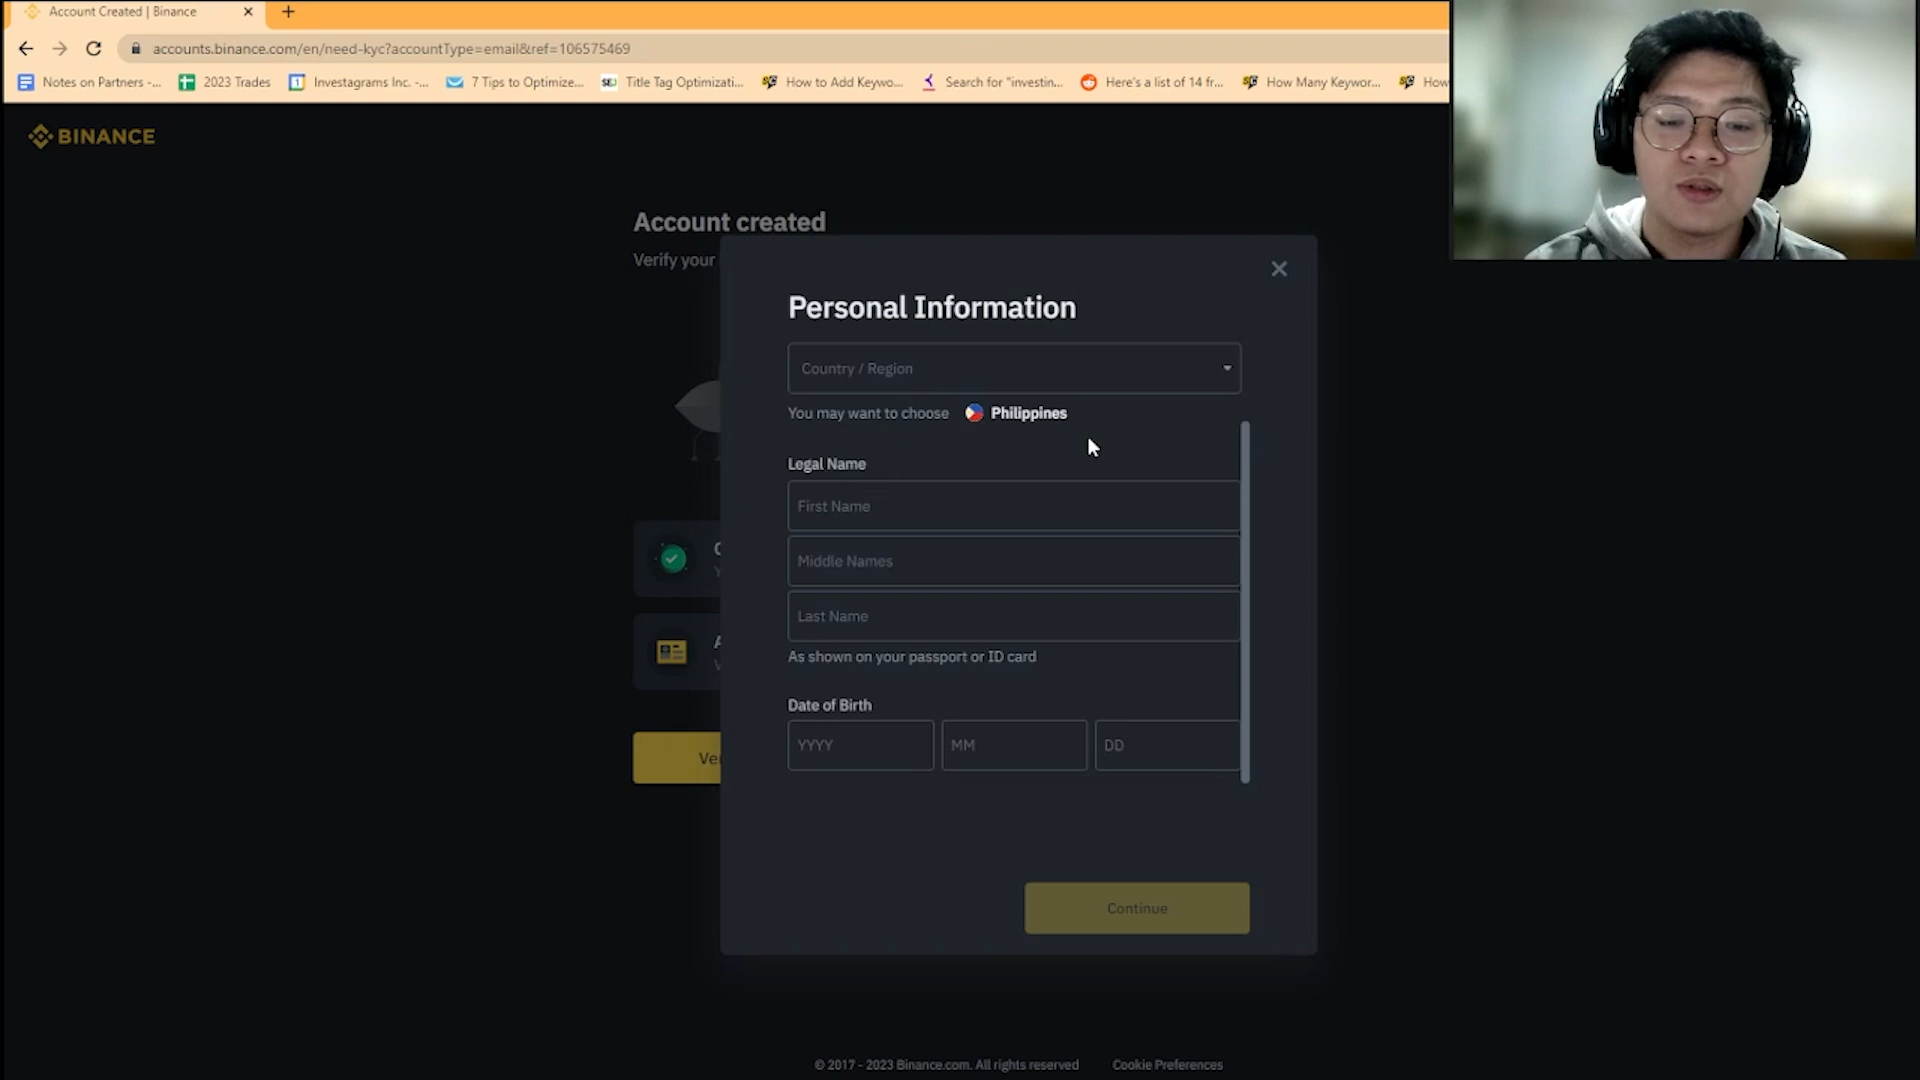 Account Created | Binance
accounts.binance.com/en/need-kyc?accountType=email&ref=106575469
Notes on Partners -... 2023 Trades Investagrams Inc. -... 7 Tips to Optimize... Title Tag Optimizati... How to Add Keywo... Search for "investin... Here's a list of 14 fr... How Many Keywor... How
BINANCE
Account created
Verify your
Personal Information
Country / Region
You may want to choose Philippines
Legal Name
First Name
Middle Names
Last Name
As shown on your passport or ID card
Date of Birth
YYYY MM DD
Ver
Continue
© 2017 - 2023 Binance.com. All rights reserved Cookie Preferences